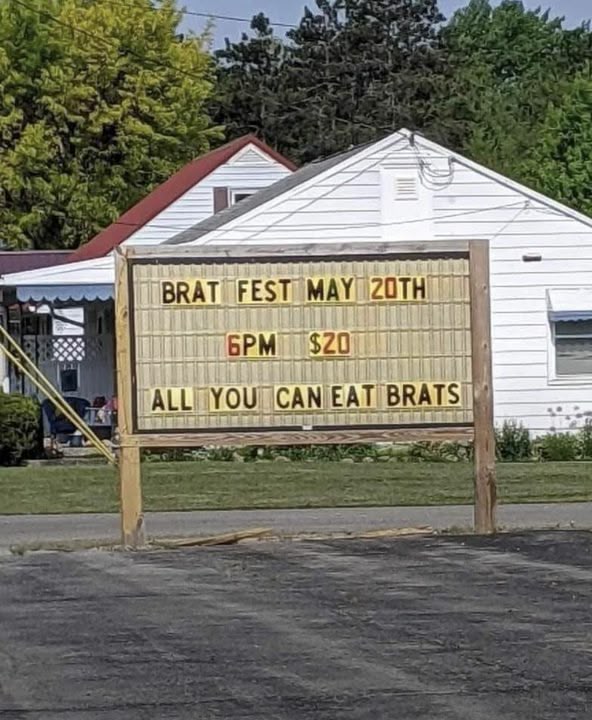 BRAT FEST MAY 20TH
6PM $20
ALL YOU CAN EAT BRATS